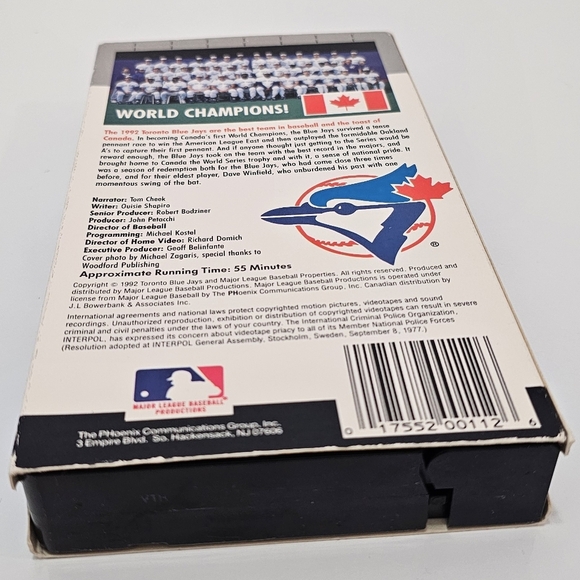 WORLD CHAMPIONS!
The 1992 Toronto Blue Jays are the best team in baseball and the toast of
Canada. In becoming Canada's first World Champions, the Blue Jays survived a tense
pennant race to win the American League East and then outplayed the formidable Oakland
A's to capture their first pennant. And if anyone thought just getting to the Series would be
reward enough, the Blue Jays took on the team with the best record in the majors, and
brought home to Canada the World Series trophy and with it, a sense of national pride. It
was a season of redemption both for the Blue Jays, who had come close three times
before, and for their eldest player, Dave Winfield, who unburdened his past with one
momentous swing of the bat.
Narrator: Tom Cheek
Writer: Ouisie Shapiro
Senior Producer: Robert Bodziner
Producer: John Petacchi
Director of Baseball
Programming: Michael Kostel
Director of Home Video: Richard Domich
Executive Producer: Geoff Belinfante
Cover photo by Michael Zagaris, special thanks to
Woodford Publishing
Approximate Running Time: 55 Minutes
®
Copyright © 1992 Toronto Blue Jays and Major League Baseball Properties. All rights reserved. Produced and
distributed by Major League Baseball Productions. Major League Baseball Productions is operated under
license from Major League Baseball by The PHoenix Communications Group, Inc. Canadian distribution by
J.L Bowerbank & Associates Inc.
International agreements and national laws protect copyrighted motion pictures, videotapes and sound
recordings. Unauthorized reproduction, exhibition or distribution of copyrighted videotapes can result in severe
criminal and civil penalties under the laws of your country. The International Criminal Police Organization,
INTERPOL, has expressed its concern about videotape piracy to all of its Member National Police Forces
(Resolution adopted at INTERPOL General Assembly, Stockholm, Sweden, September 8, 1977.)
MAJOR LEAGUE BASEBALL
PRODUCTIONS
The PHoenix Communications Group, Inc.
3 Empire Blvd. So. Hackensack, NJ 07606
0 17552 00112 6